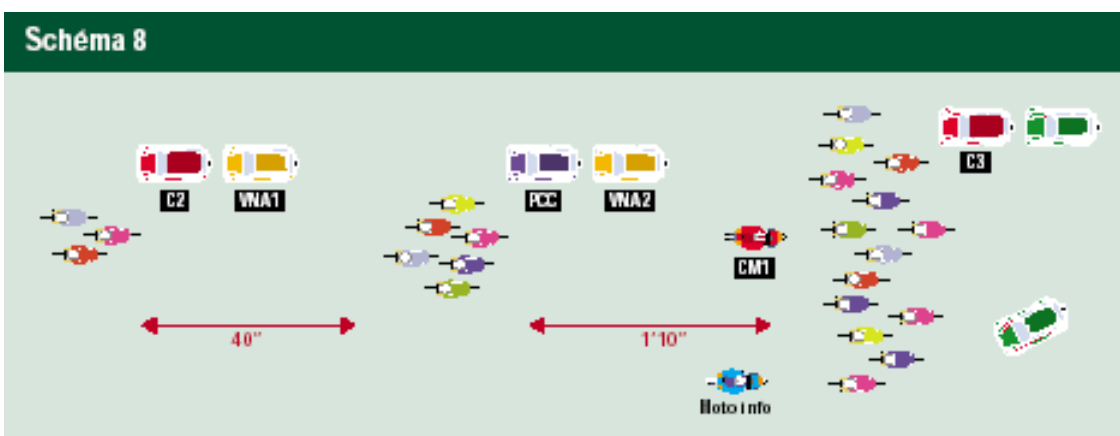 Schéma 8
C2
VNA1
PCC
VNA2
C3
CM1
40"
1'10"
Moto info